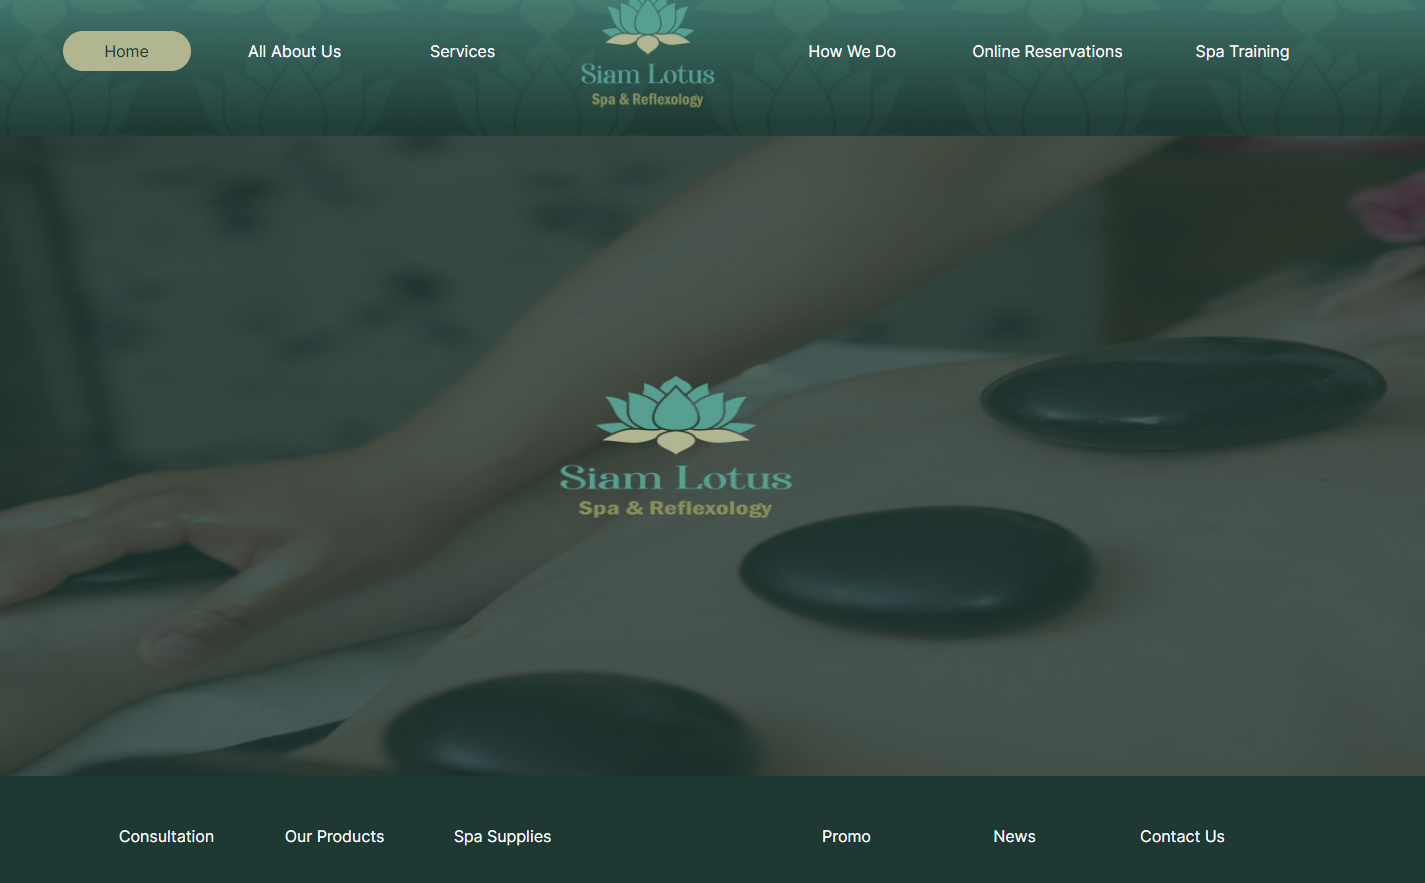 Home
All About Us
Services
Siam Lotus
Spa & Reflexology
How We Do
Online Reservations
Spa Training
Siam Lotus
Spa & Reflexology
Consultation
Our Products
Spa Supplies
Promo
News
Contact Us